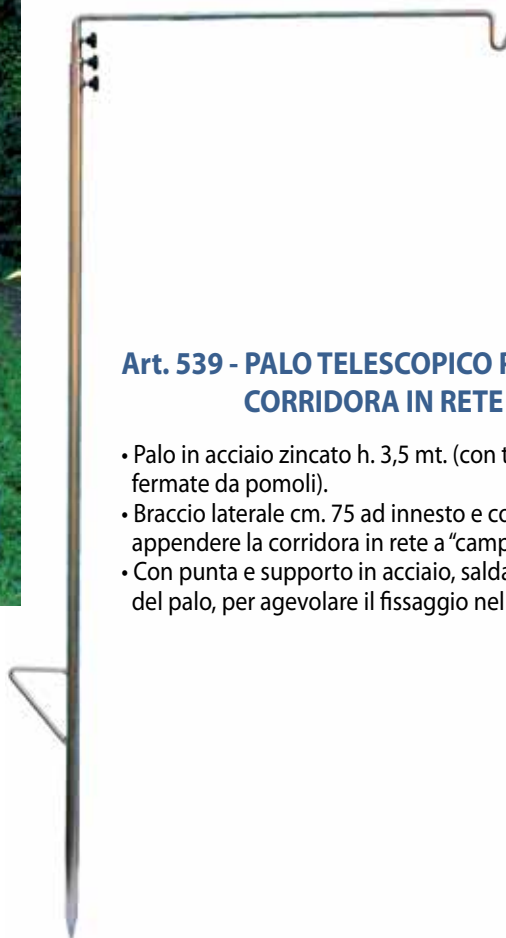 Art. 539 - PALO TELESCOPICO
CORRIDORA IN RETE
• Palo in acciaio zincato h. 3,5 mt. (con
fermate da pomoli).
• Braccio laterale cm. 75 ad innesto e
appendere la corridora in rete a “camp
• Con punta e supporto in acciaio, salda
del palo, per agevolare il fissaggio nel